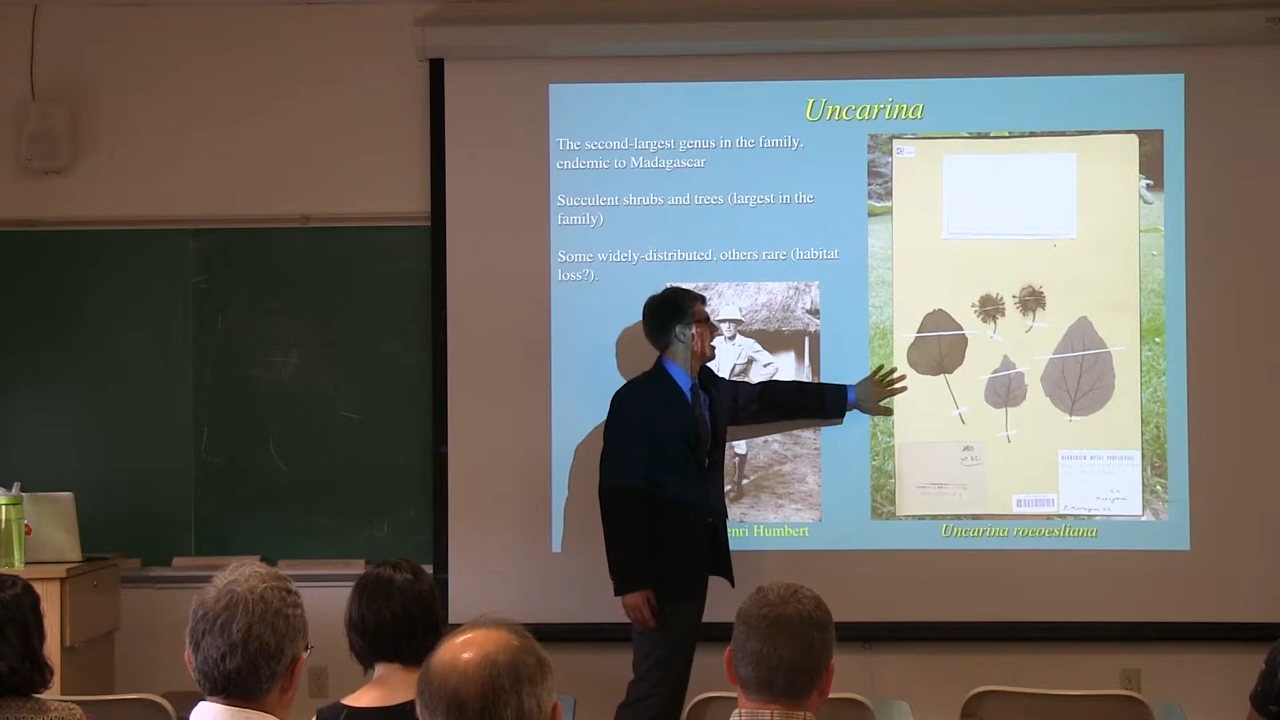 Uncarina
The second-largest genus in the family,
endemic to Madagascar
Succulent shrubs and trees (largest in the
family)
Some widely-distributed, others rare (habitat
loss?).
enri Humbert
Uncarina roeoesliana